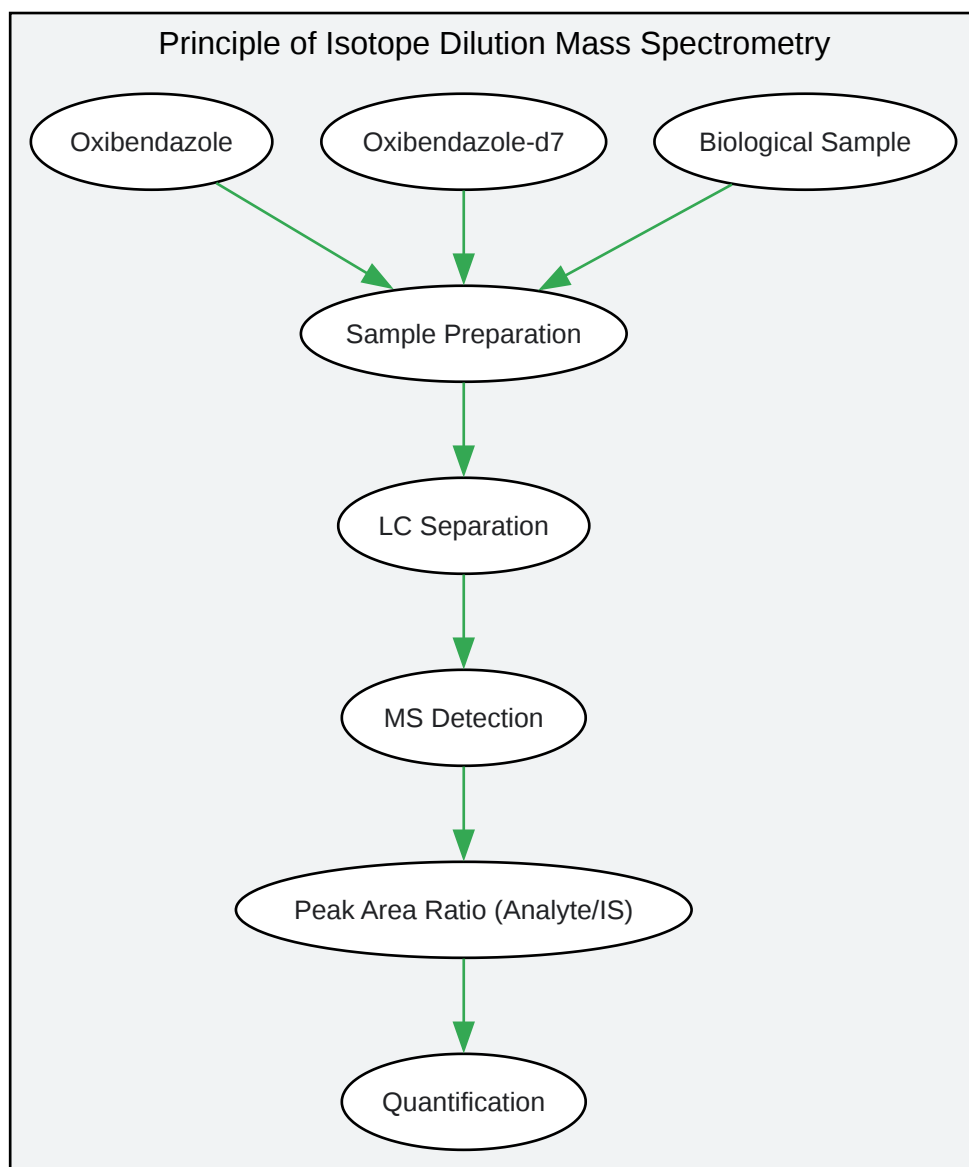 Principle of Isotope Dilution Mass Spectrometry
Oxibendazole
Oxibendazole-d7
Biological Sample
Sample Preparation
LC Separation
MS Detection
Peak Area Ratio (Analyte/IS)
Quantification